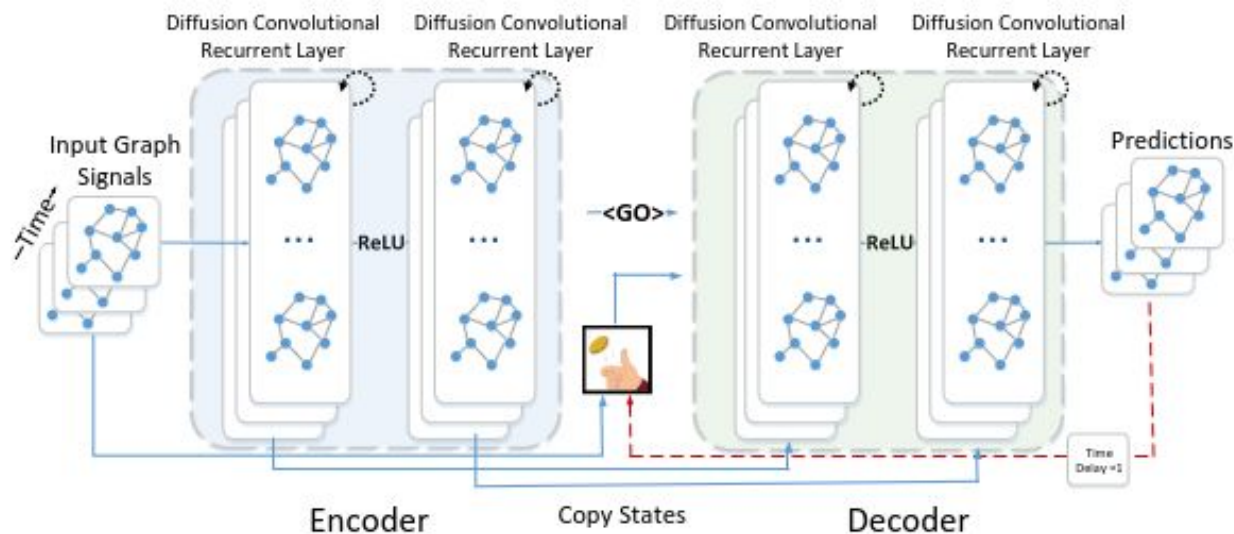 Diffusion Convolutional
Recurrent Layer
Diffusion Convolutional
Recurrent Layer
Diffusion Convolutional
Recurrent Layer
Diffusion Convolutional
Recurrent Layer
Input Graph
Signals
Time
ReLU
<GO>
ReLU
Predictions
Time
Delay =1
Encoder
Copy States
Decoder